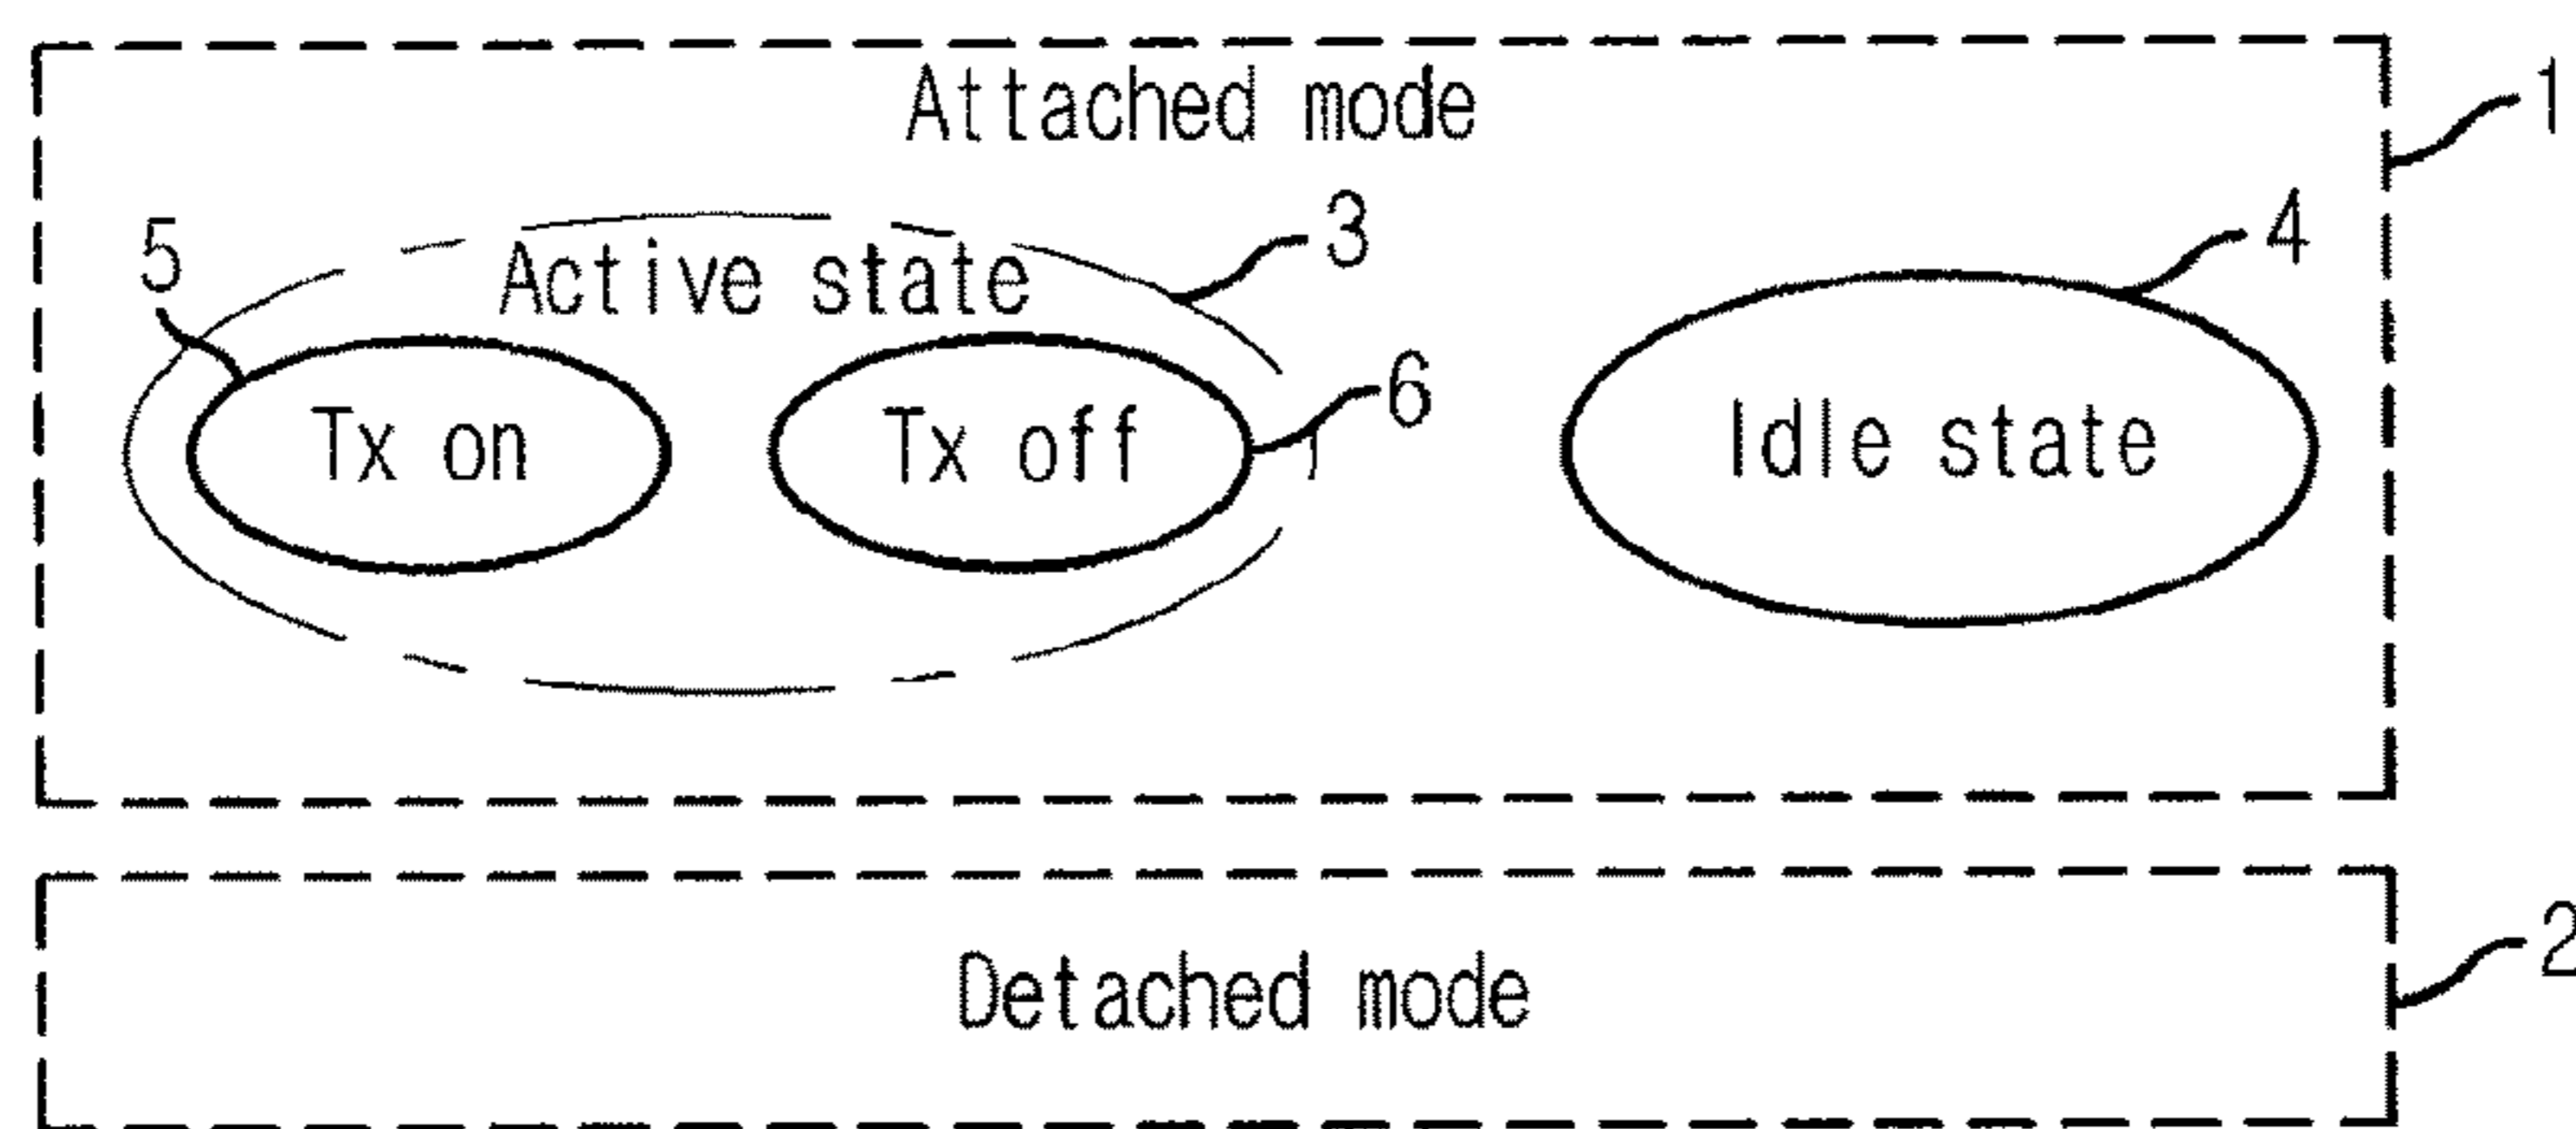 Attached mode
1
Active state
3
4
5
Tx on
Tx off
6
Idle state
Detached mode
2